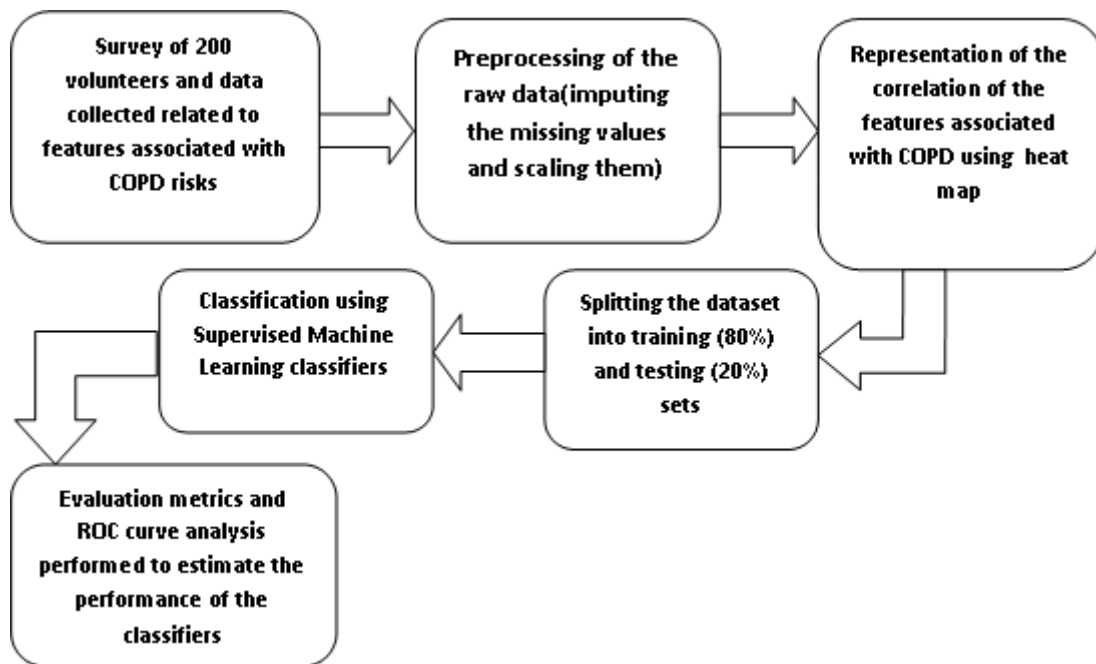 Survey of 200
volunteers and data
collected related to
features associated with
COPD risks
Preprocessing of the
raw data(imputing
the missing values
and scaling them)
Representation of the
correlation of the
features associated
with COPD using heat
map
Splitting the dataset
into training (80%)
and testing (20%)
sets
Classification using
Supervised Machine
Learning classifiers
Evaluation metrics and
ROC curve analysis
performed to estimate the
performance of the
classifiers